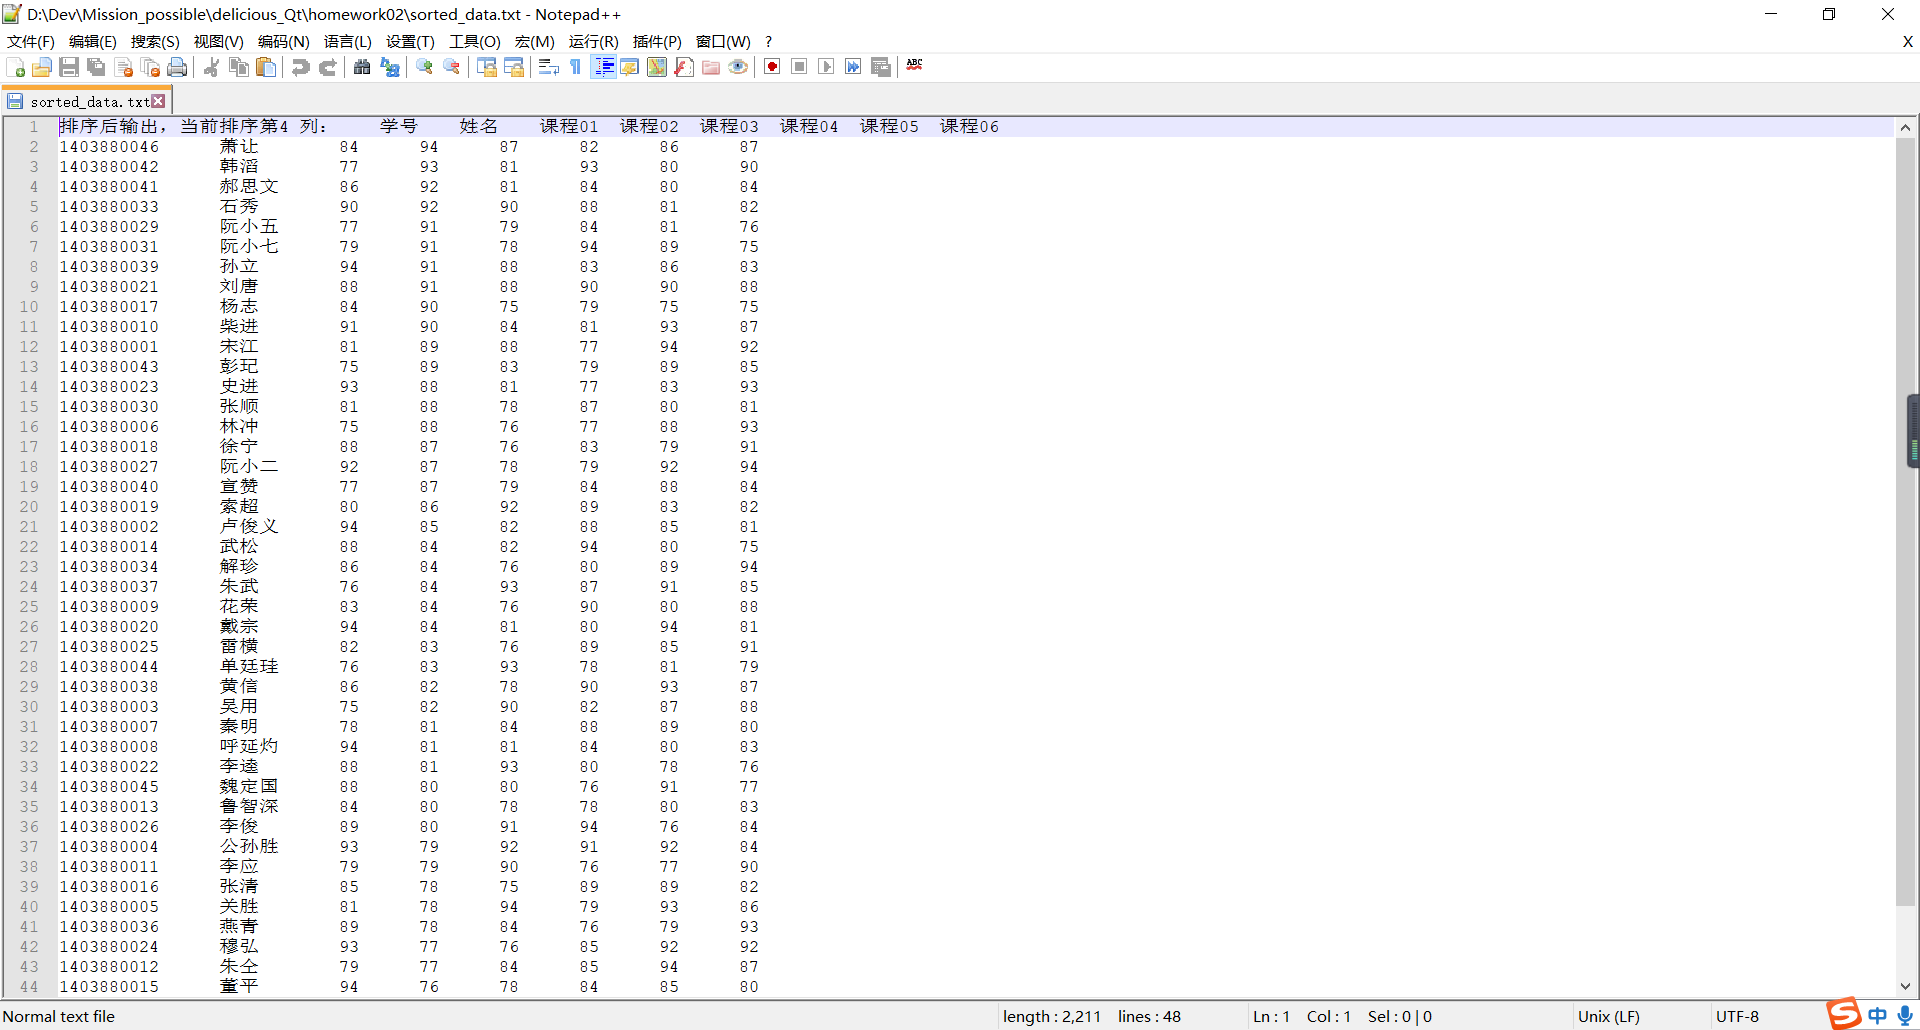 D:\Dev\Mission_possible\delicious_Qt\homework02\sorted_data.txt - Notepad++
文件(F) 编辑(E) 搜索(S) 视图(V) 编码(N) 语言(L) 设置(T) 工具(O) 宏(M) 运行(R) 插件(P) 窗口(W) ? X
ABC
sorted_data.txt
1 排序后输出，当前排序第4 列： 学号 姓名 课程01 课程02 课程03 课程04 课程05 课程06
2 1403880046 萧让 84 94 87 82 86 87
3 1403880042 韩滔 77 93 81 93 80 90
4 1403880041 郝思文 86 92 81 84 80 84
5 1403880033 石秀 90 92 90 88 81 82
6 1403880029 阮小五 77 91 79 84 81 76
7 1403880031 阮小七 79 91 78 94 89 75
8 1403880039 孙立 94 91 88 83 86 83
9 1403880021 刘唐 88 91 88 90 90 88
10 1403880017 杨志 84 90 75 79 75 75
11 1403880010 柴进 91 90 84 81 93 87
12 1403880001 宋江 81 89 88 77 94 92
13 1403880043 彭玘 75 89 83 79 89 85
14 1403880023 史进 93 88 81 77 83 93
15 1403880030 张顺 81 88 78 87 80 81
16 1403880006 林冲 75 88 76 77 88 93
17 1403880018 徐宁 88 87 76 83 79 91
18 1403880027 阮小二 92 87 78 79 92 94
19 1403880040 宣赞 77 87 79 84 88 84
20 1403880019 索超 80 86 92 89 83 82
21 1403880002 卢俊义 94 85 82 88 85 81
22 1403880014 武松 88 84 82 94 80 75
23 1403880034 解珍 86 84 76 80 89 94
24 1403880037 朱武 76 84 93 87 91 85
25 1403880009 花荣 83 84 76 90 80 88
26 1403880020 戴宗 94 84 81 80 94 81
27 1403880025 雷横 82 83 76 89 85 91
28 1403880044 单廷珪 76 83 93 78 81 79
29 1403880038 黄信 86 82 78 90 93 87
30 1403880003 吴用 75 82 90 82 87 88
31 1403880007 秦明 78 81 84 88 89 80
32 1403880008 呼延灼 94 81 81 84 80 83
33 1403880022 李逵 88 81 93 80 78 76
34 1403880045 魏定国 88 80 80 76 91 77
35 1403880013 鲁智深 84 80 78 78 80 83
36 1403880026 李俊 89 80 91 94 76 84
37 1403880004 公孙胜 93 79 92 91 92 84
38 1403880011 李应 79 79 90 76 77 90
39 1403880016 张清 85 78 75 89 89 82
40 1403880005 关胜 81 78 94 79 93 86
41 1403880036 燕青 89 78 84 76 79 93
42 1403880024 穆弘 93 77 76 85 92 92
43 1403880012 朱仝 79 77 84 85 94 87
44 1403880015 董平 94 76 78 84 85 80
Normal text file length : 2,211 lines : 48 Ln : 1 Col : 1 Sel : 0 | 0 Unix (LF) UTF-8 S 中